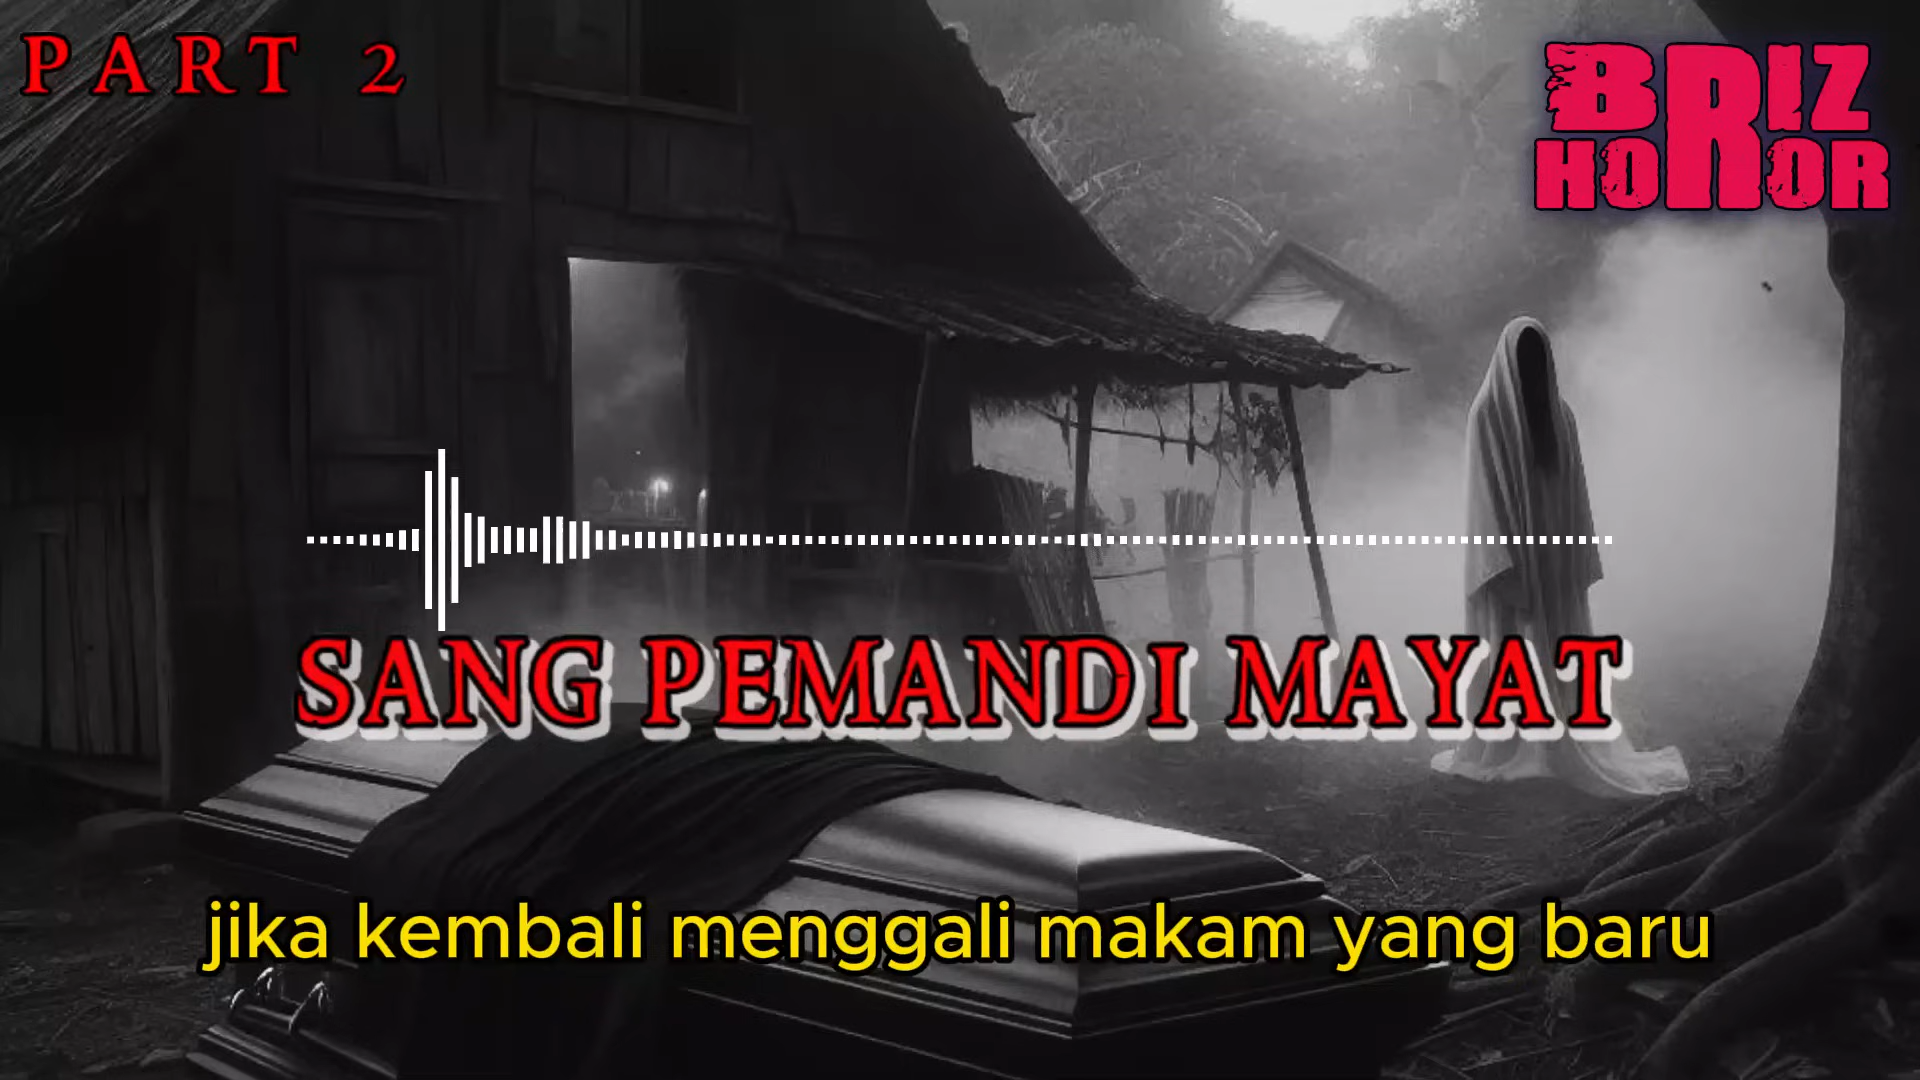 PART 2
BRIZ
HORROR
SANG PEMANDI MAYAT
jika kembali menggali makam yang baru